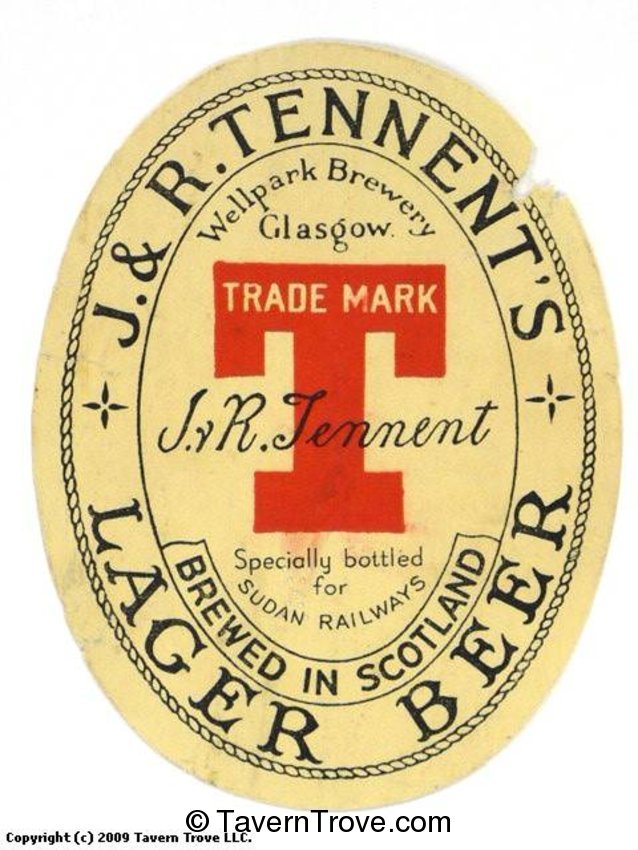 J. & R. TENNENT'S
Wellpark Brewery
Glasgow.
TRADE MARK
T
J. & R. Tennent
Specially bottled
for
SUDAN RAILWAYS
BREWED IN SCOTLAND
LAGER BEER
© TavernTrove.com
Copyright (c) 2009 Tavern Trove LLC.